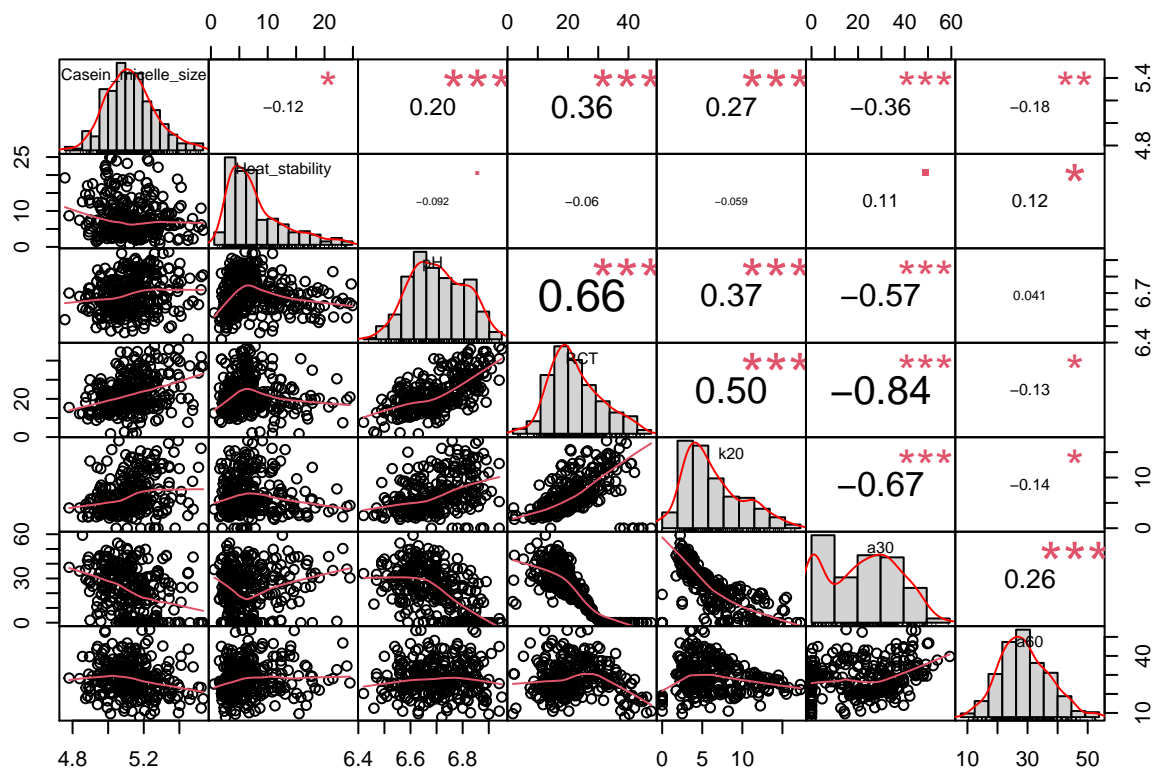 0 10 20 0 20 40 0 20 40 60
Casein_micelle_size * *** *** *** *** **
−0.12 0.20 0.36 0.27 −0.36 −0.18
4.8 5.4
0 10 25
Heat_stability *
−0.092 −0.06 −0.059 0.11 0.12
pH *** *** ***
0.66 0.37 −0.57 0.041
6.4 6.7
0 20
RCT *** *** *
0.50 −0.84 −0.13
k20 *** *
−0.67 −0.14
0 10
0 30 60
a30 ***
0.26
a60
10 40
4.8 5.2 6.4 6.6 6.8 0 5 10 10 30 50